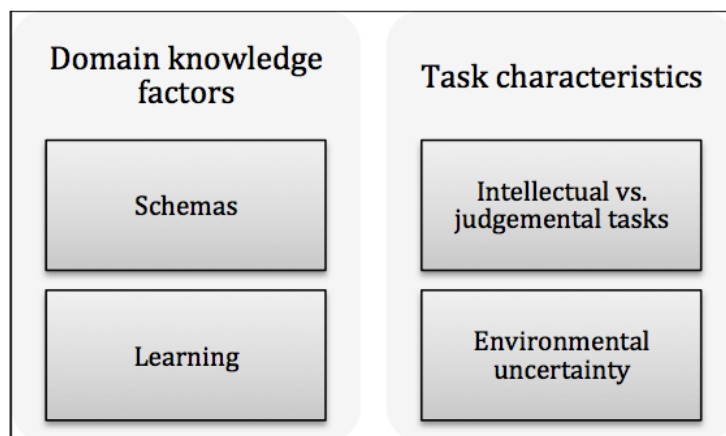 Domain knowledge
factors
Schemas
Learning
Task characteristics
Intellectual vs.
judgemental tasks
Environmental
uncertainty